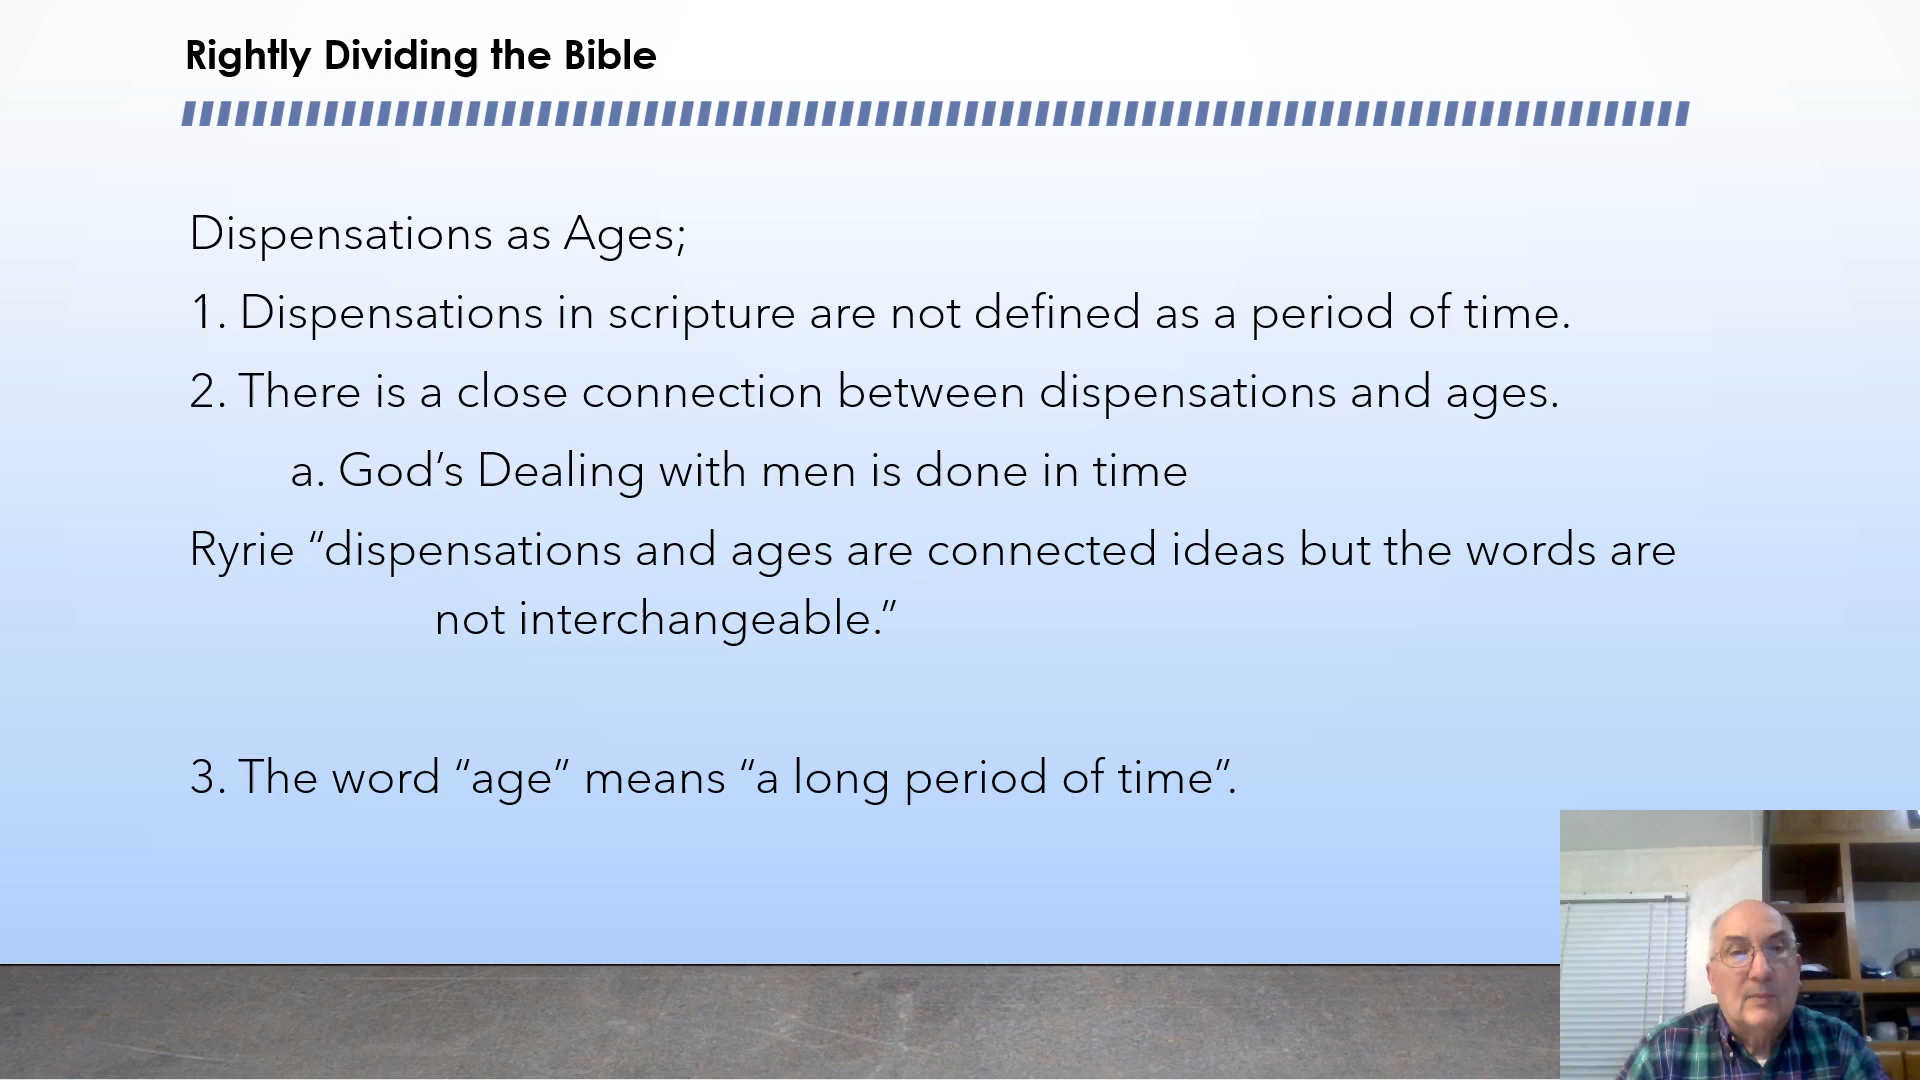 Rightly Dividing the Bible
Dispensations as Ages;
1. Dispensations in scripture are not defined as a period of time.
2. There is a close connection between dispensations and ages.
a. God’s Dealing with men is done in time
Ryrie “dispensations and ages are connected ideas but the words are
not interchangeable.”
3. The word “age” means “a long period of time”.